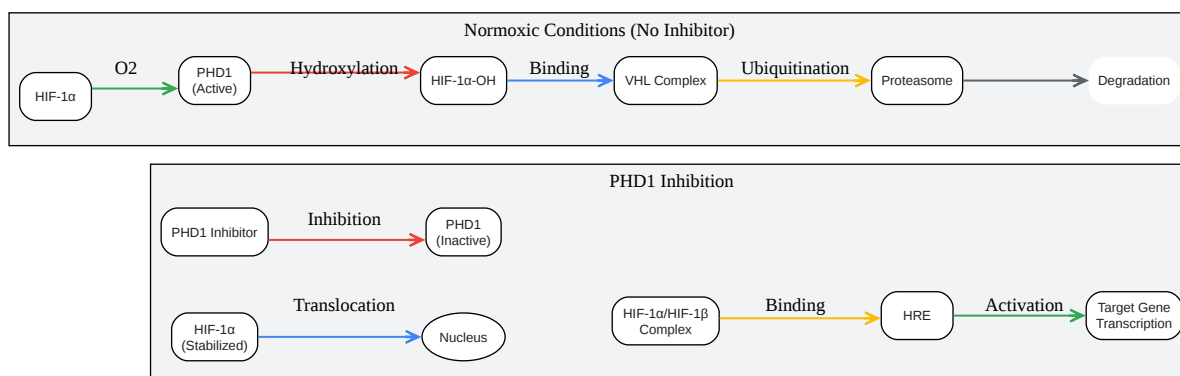 Normoxic Conditions (No Inhibitor)
HIF-1α
O2
PHD1
(Active)
Hydroxylation
HIF-1α-OH
Binding
VHL Complex
Ubiquitination
Proteasome
Degradation
PHD1 Inhibition
PHD1 Inhibitor
Inhibition
PHD1
(Inactive)
HIF-1α
(Stabilized)
Translocation
Nucleus
HIF-1α/HIF-1β
Complex
Binding
HRE
Activation
Target Gene
Transcription